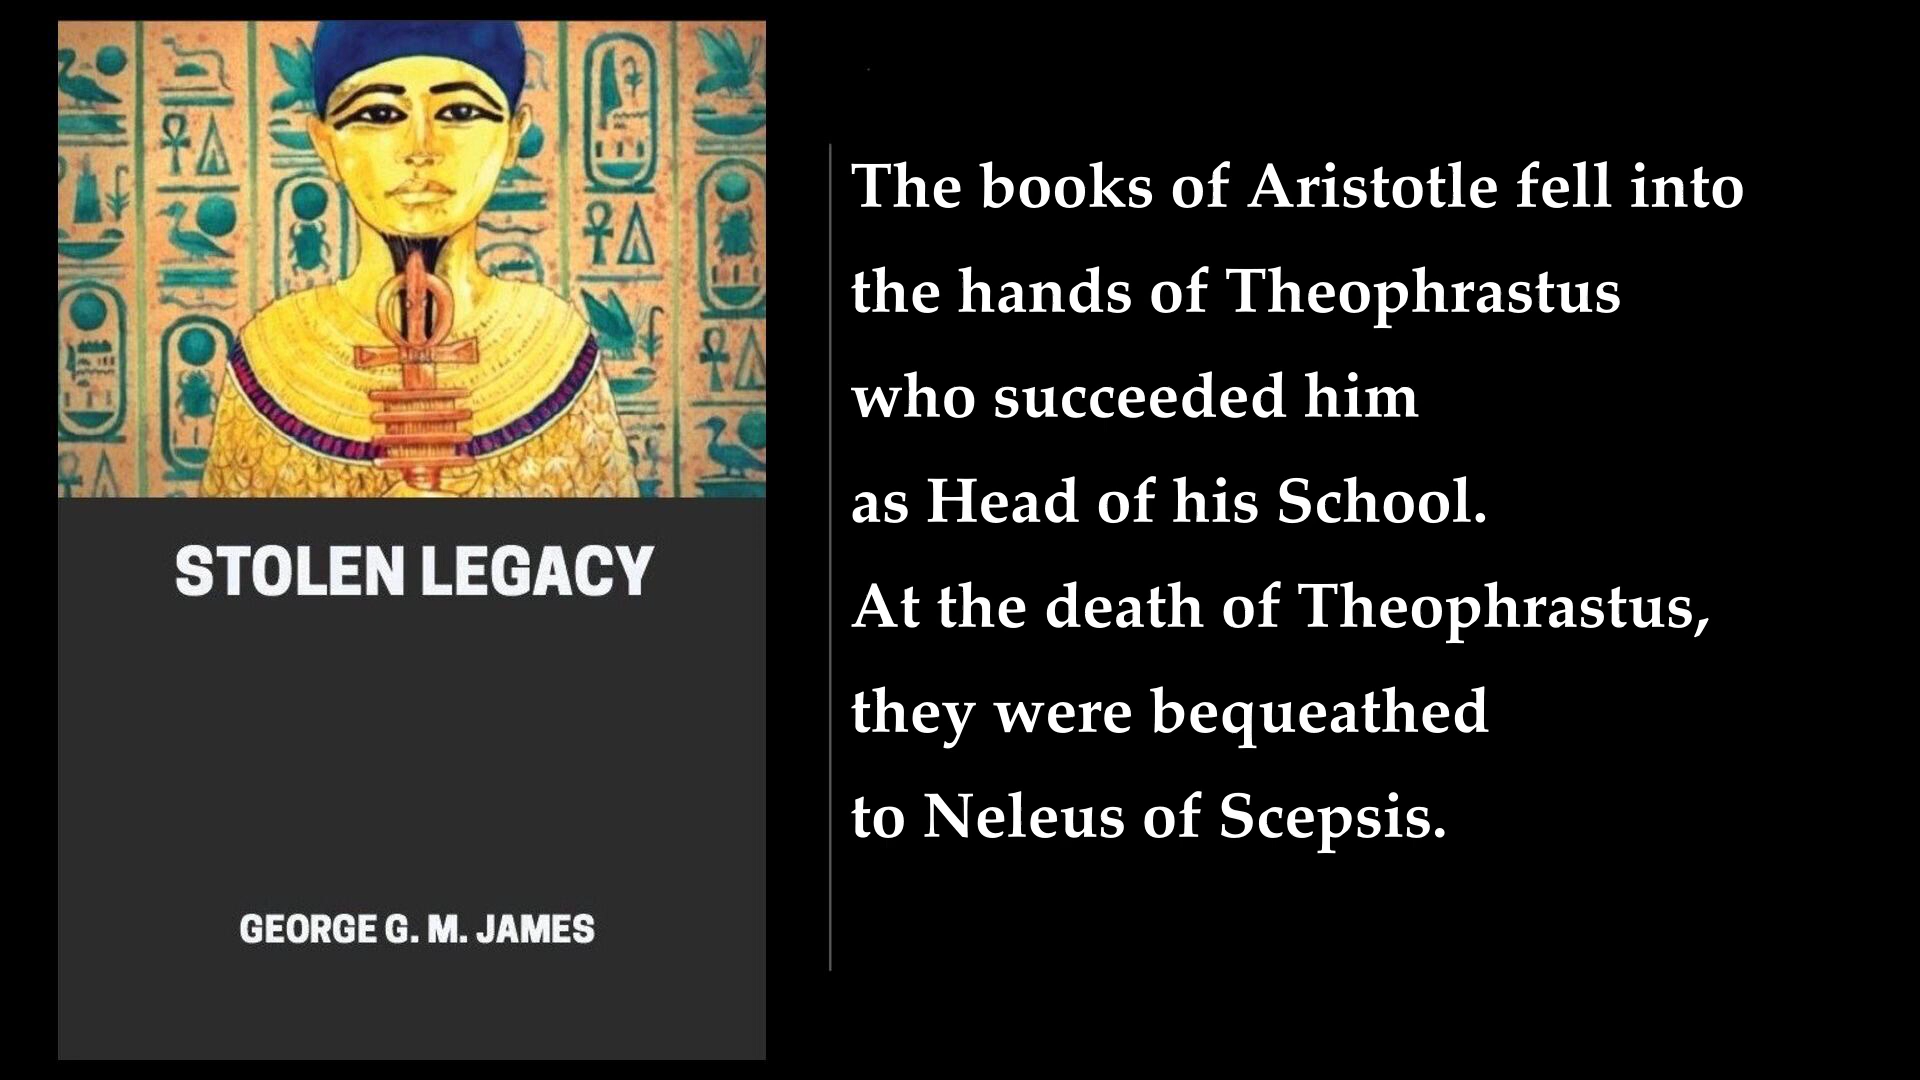 STOLEN LEGACY
GEORGE G. M. JAMES
The books of Aristotle fell into
the hands of Theophrastus
who succeeded him
as Head of his School.
At the death of Theophrastus,
they were bequeathed
to Neleus of Scepsis.